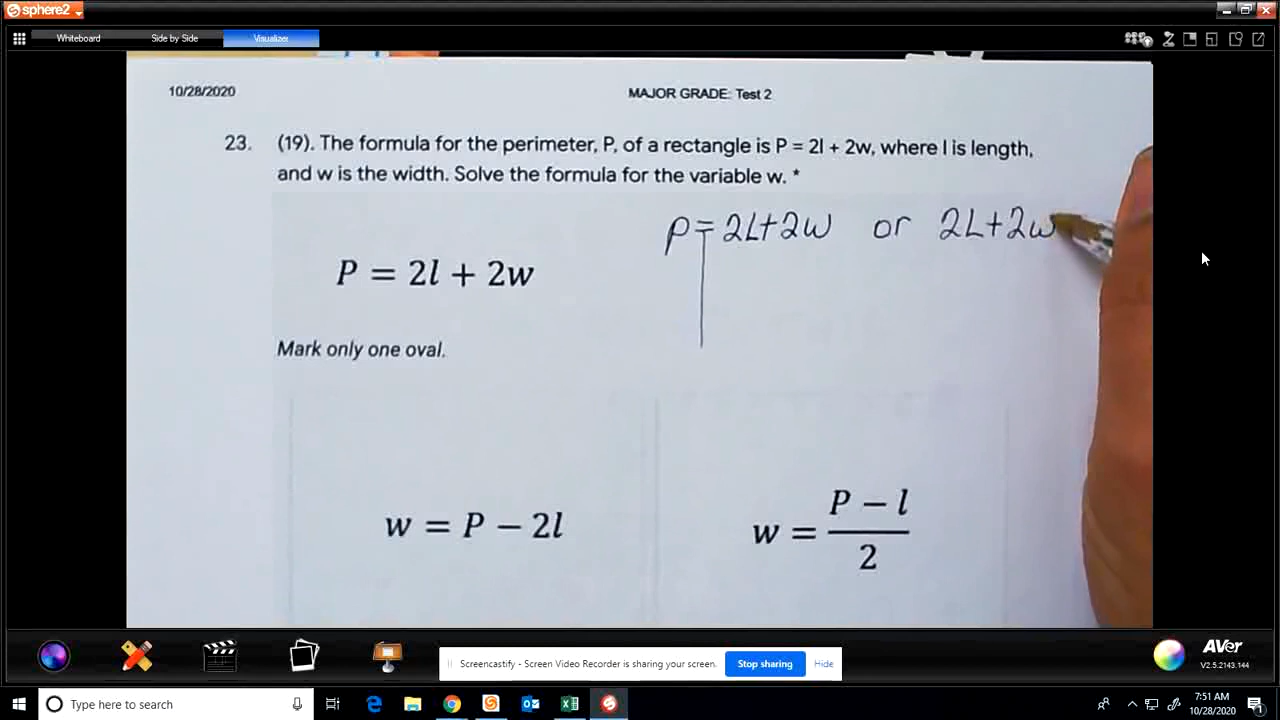 sphere2
Whiteboard Side by Side Visualizer
10/28/2020 MAJOR GRADE: Test 2
23. (19). The formula for the perimeter, P, of a rectangle is P = 2l + 2w, where l is length,
and w is the width. Solve the formula for the variable w. *
P = 2L+2W or 2L+2W
P = 2l + 2w
Mark only one oval.
w = P − 2l
w = \frac{P − l}{2}
Screencastify - Screen Video Recorder is sharing your screen. Stop sharing Hide
AVer
V2.5.2143.144
Type here to search
7:51 AM
10/28/2020